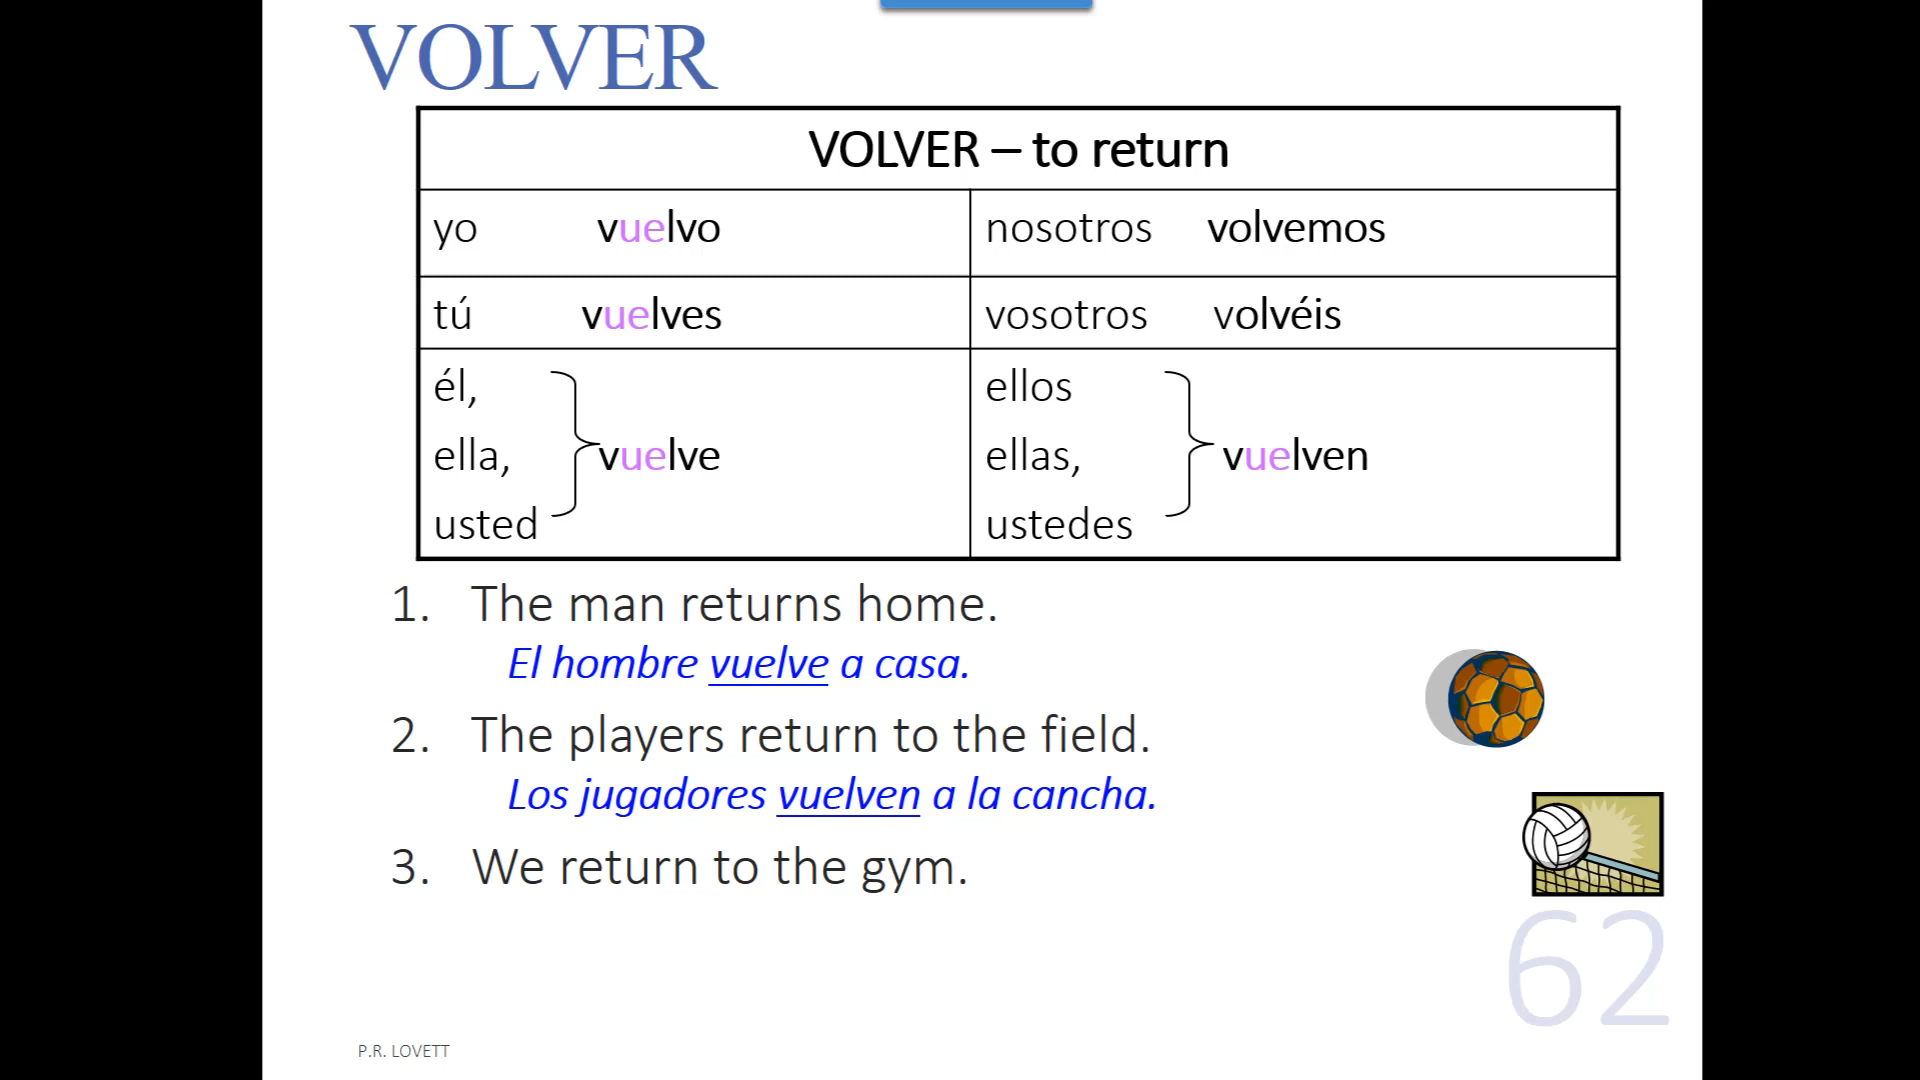 VOLVER
VOLVER – to return
yo vuelvo nosotros volvemos
tú vuelves vosotros volvéis
él, ellos
ella, vuelve ellas, vuelven
usted ustedes
1. The man returns home.
El hombre vuelve a casa.
2. The players return to the field.
Los jugadores vuelven a la cancha.
3. We return to the gym.
62
P.R. LOVETT